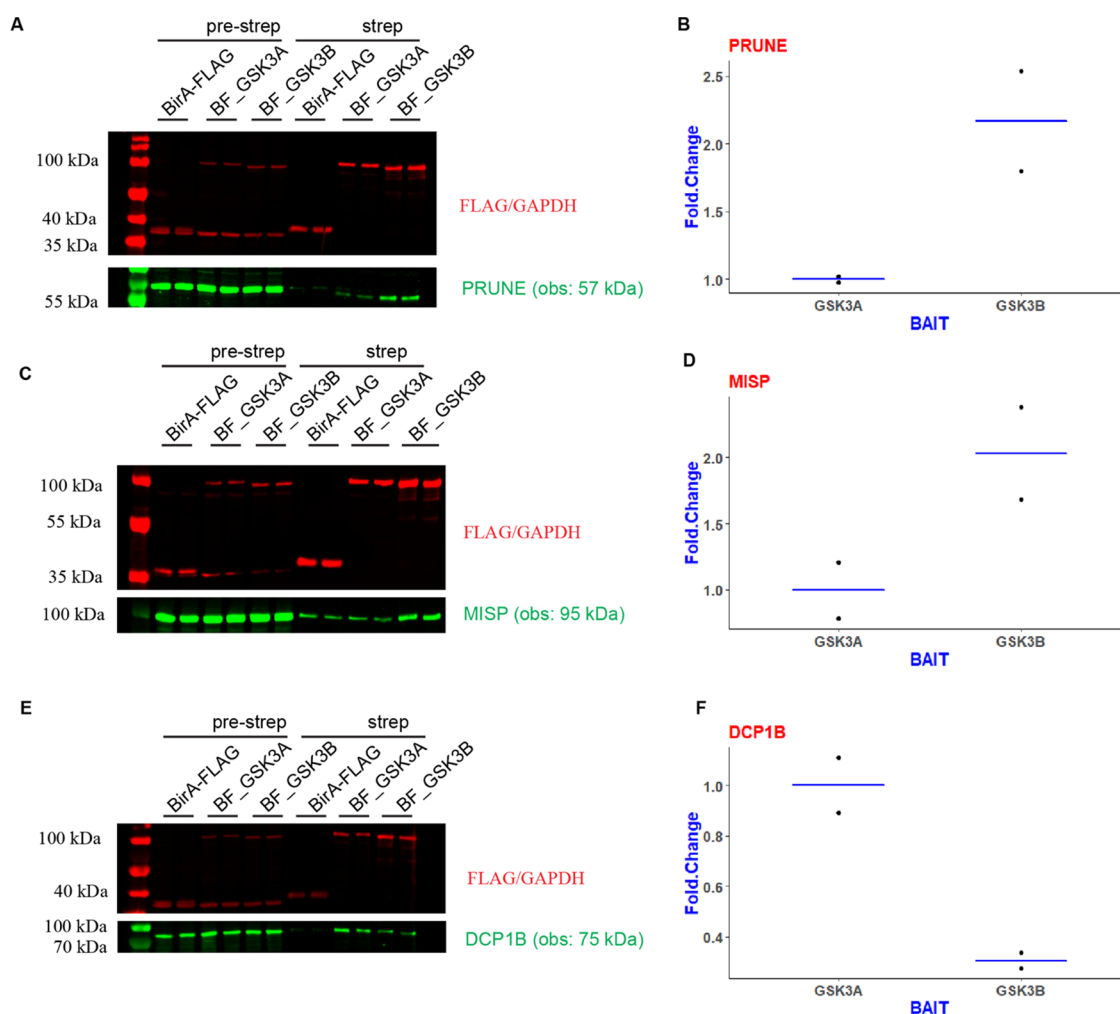 A
pre-strep strep
BirA-FLAG BF_GSK3A BF_GSK3B BirA-FLAG BF_GSK3A BF_GSK3B
100 kDa
40 kDa
35 kDa
FLAG/GAPDH
55 kDa
PRUNE (obs: 57 kDa)
B
PRUNE
Fold.Change
2.5
2.0
1.5
1.0
GSK3A GSK3B
BAIT
C
pre-strep strep
BirA-FLAG BF_GSK3A BF_GSK3B BirA-FLAG BF_GSK3A BF_GSK3B
100 kDa
55 kDa
35 kDa
FLAG/GAPDH
100 kDa
MISP (obs: 95 kDa)
D
MISP
Fold.Change
2.0
1.5
1.0
GSK3A GSK3B
BAIT
E
pre-strep strep
BirA-FLAG BF_GSK3A BF_GSK3B BirA-FLAG BF_GSK3A BF_GSK3B
100 kDa
40 kDa
FLAG/GAPDH
100 kDa
70 kDa
DCP1B (obs: 75 kDa)
F
DCP1B
Fold.Change
1.0
0.8
0.6
0.4
GSK3A GSK3B
BAIT